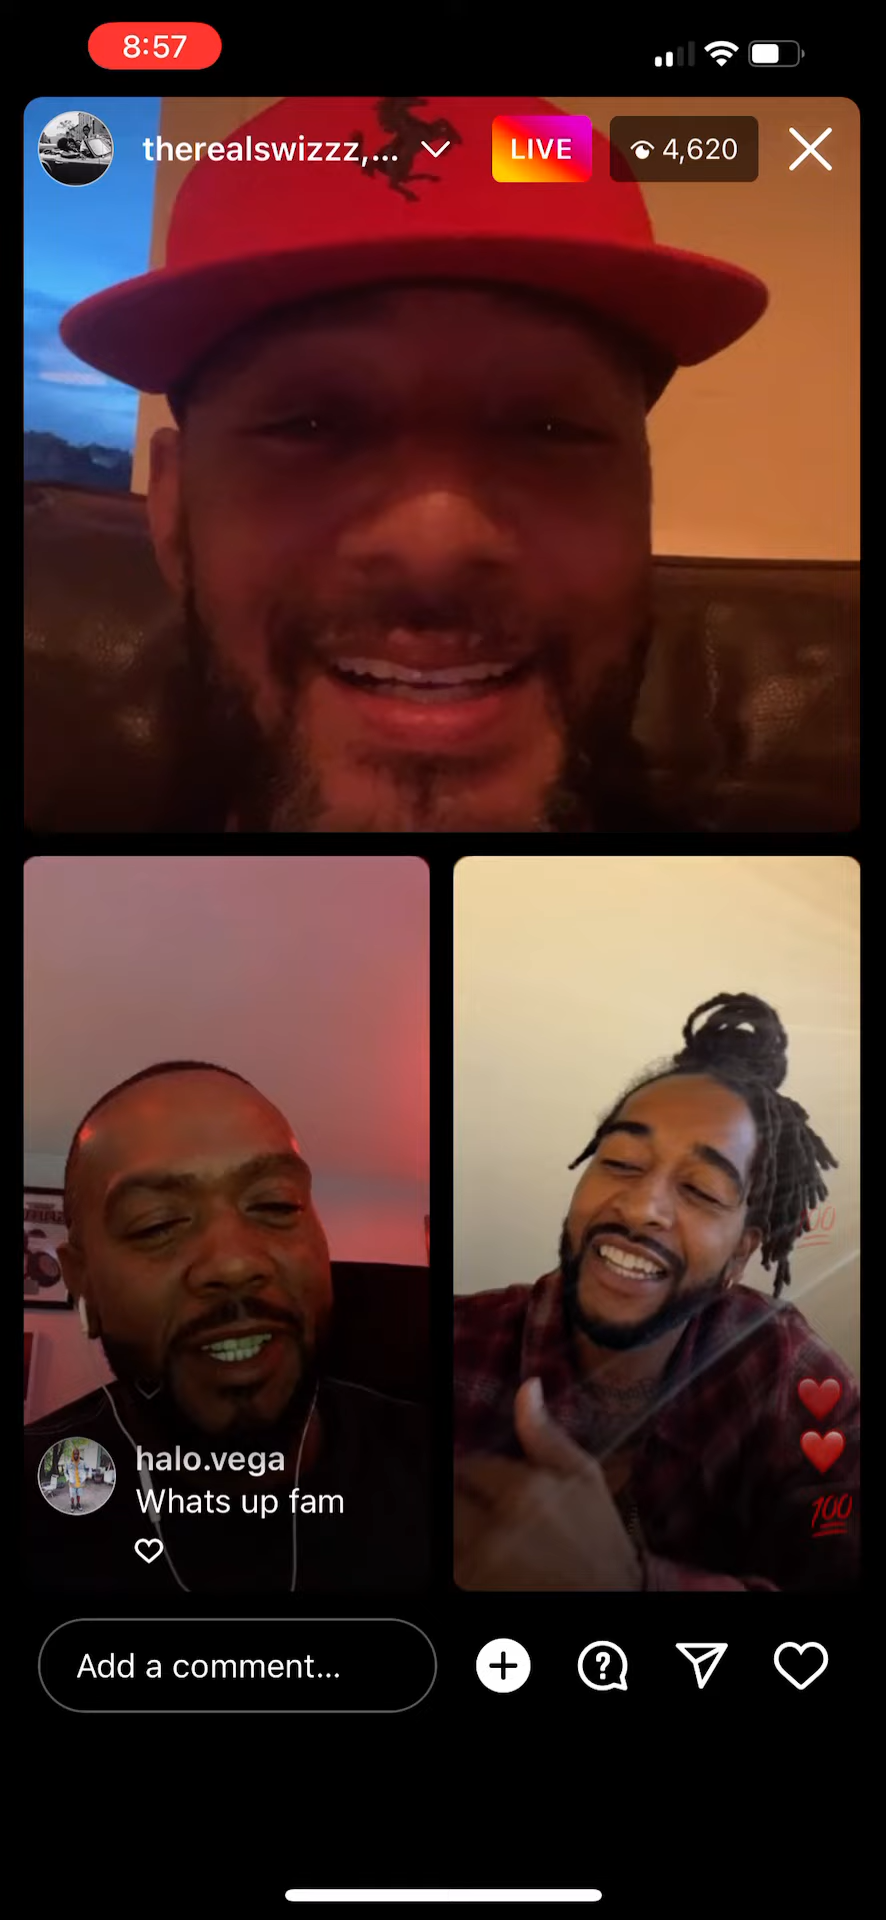 8:57
therealswizzz,...
LIVE
4,620
halo.vega
Whats up fam
Add a comment...